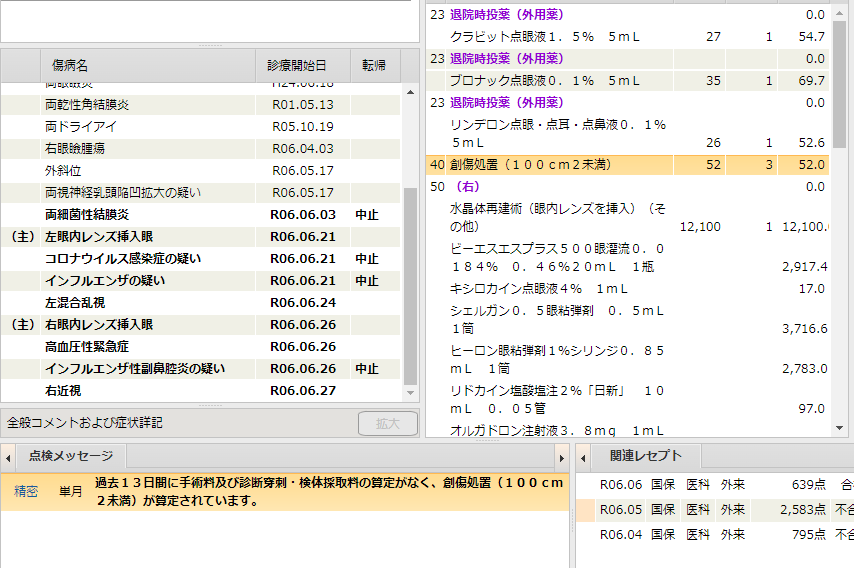 傷病名 診療開始日 転帰
両眼瞼炎 H24.06.18
両乾性角結膜炎 R01.05.13
両ドライアイ R05.10.19
右眼瞼腫瘍 R06.04.03
外斜位 R06.05.17
両視神経乳頭陥凹拡大の疑い R06.05.17
両細菌性結膜炎 R06.06.03 中止
（主） 左眼内レンズ挿入眼 R06.06.21
コロナウイルス感染症の疑い R06.06.21 中止
インフルエンザの疑い R06.06.21 中止
左混合乱視 R06.06.24
（主） 右眼内レンズ挿入眼 R06.06.26
高血圧性緊急症 R06.06.26
インフルエンザ性副鼻腔炎の疑い R06.06.26 中止
右近視 R06.06.27
全般コメントおよび症状詳記 拡大
23 退院時投薬（外用薬） 0.0
クラビット点眼液１．５％　５ｍＬ 27 1 54.7
23 退院時投薬（外用薬） 0.0
ブロナック点眼液０．１％　５ｍＬ 35 1 69.7
23 退院時投薬（外用薬） 0.0
リンデロン点眼・点耳・点鼻液０．１％
５ｍＬ 26 1 52.6
40 創傷処置（１００ｃｍ２未満） 52 3 52.0
50 （右） 0.0
水晶体再建術（眼内レンズを挿入）（そ
の他） 12,100 1 12,100.0
ビーエスエスプラス５００眼灌流０．０
１８４％　０．４６％２０ｍＬ　１瓶 2,917.4
キシロカイン点眼液４％　１ｍＬ 17.0
シェルガン０．５眼粘弾剤　０．５ｍＬ
１筒 3,716.6
ヒーロン眼粘弾剤１％シリンジ０．８５
ｍＬ　１筒 2,783.0
リドカイン塩酸塩注２％「日新」　１０
ｍＬ　０．０５管 97.0
オルガドロン注射液３．８ｍｇ　１ｍＬ
点検メッセージ
精密 単月 過去１３日間に手術料及び診断穿刺・検体採取料の算定がなく、創傷処置（１００ｃｍ
２未満）が算定されています。
関連レセプト
R06.06 国保 医科 外来 639点 合
R06.05 国保 医科 外来 2,583点 不合
R06.04 国保 医科 外来 795点 不合